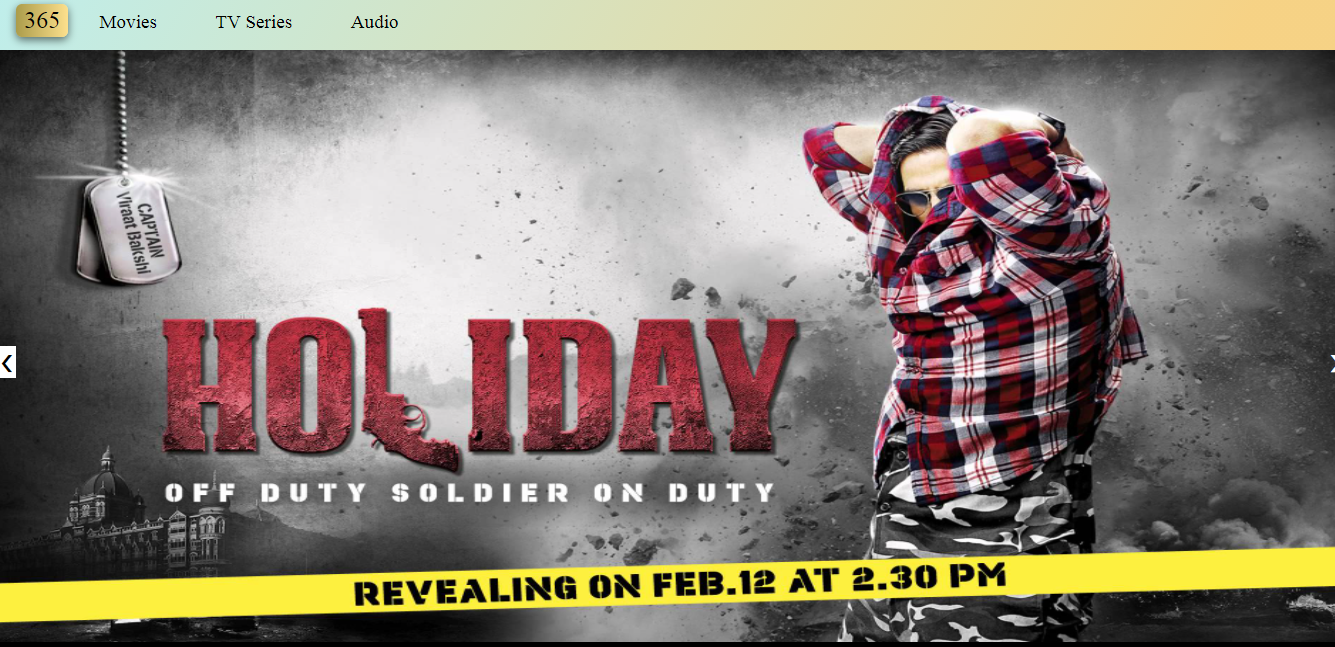 365 Movies TV Series Audio
CAPTAIN
Viraat Bakshi
HOLIDAY
OFF DUTY SOLDIER ON DUTY
REVEALING ON FEB.12 AT 2.30 PM